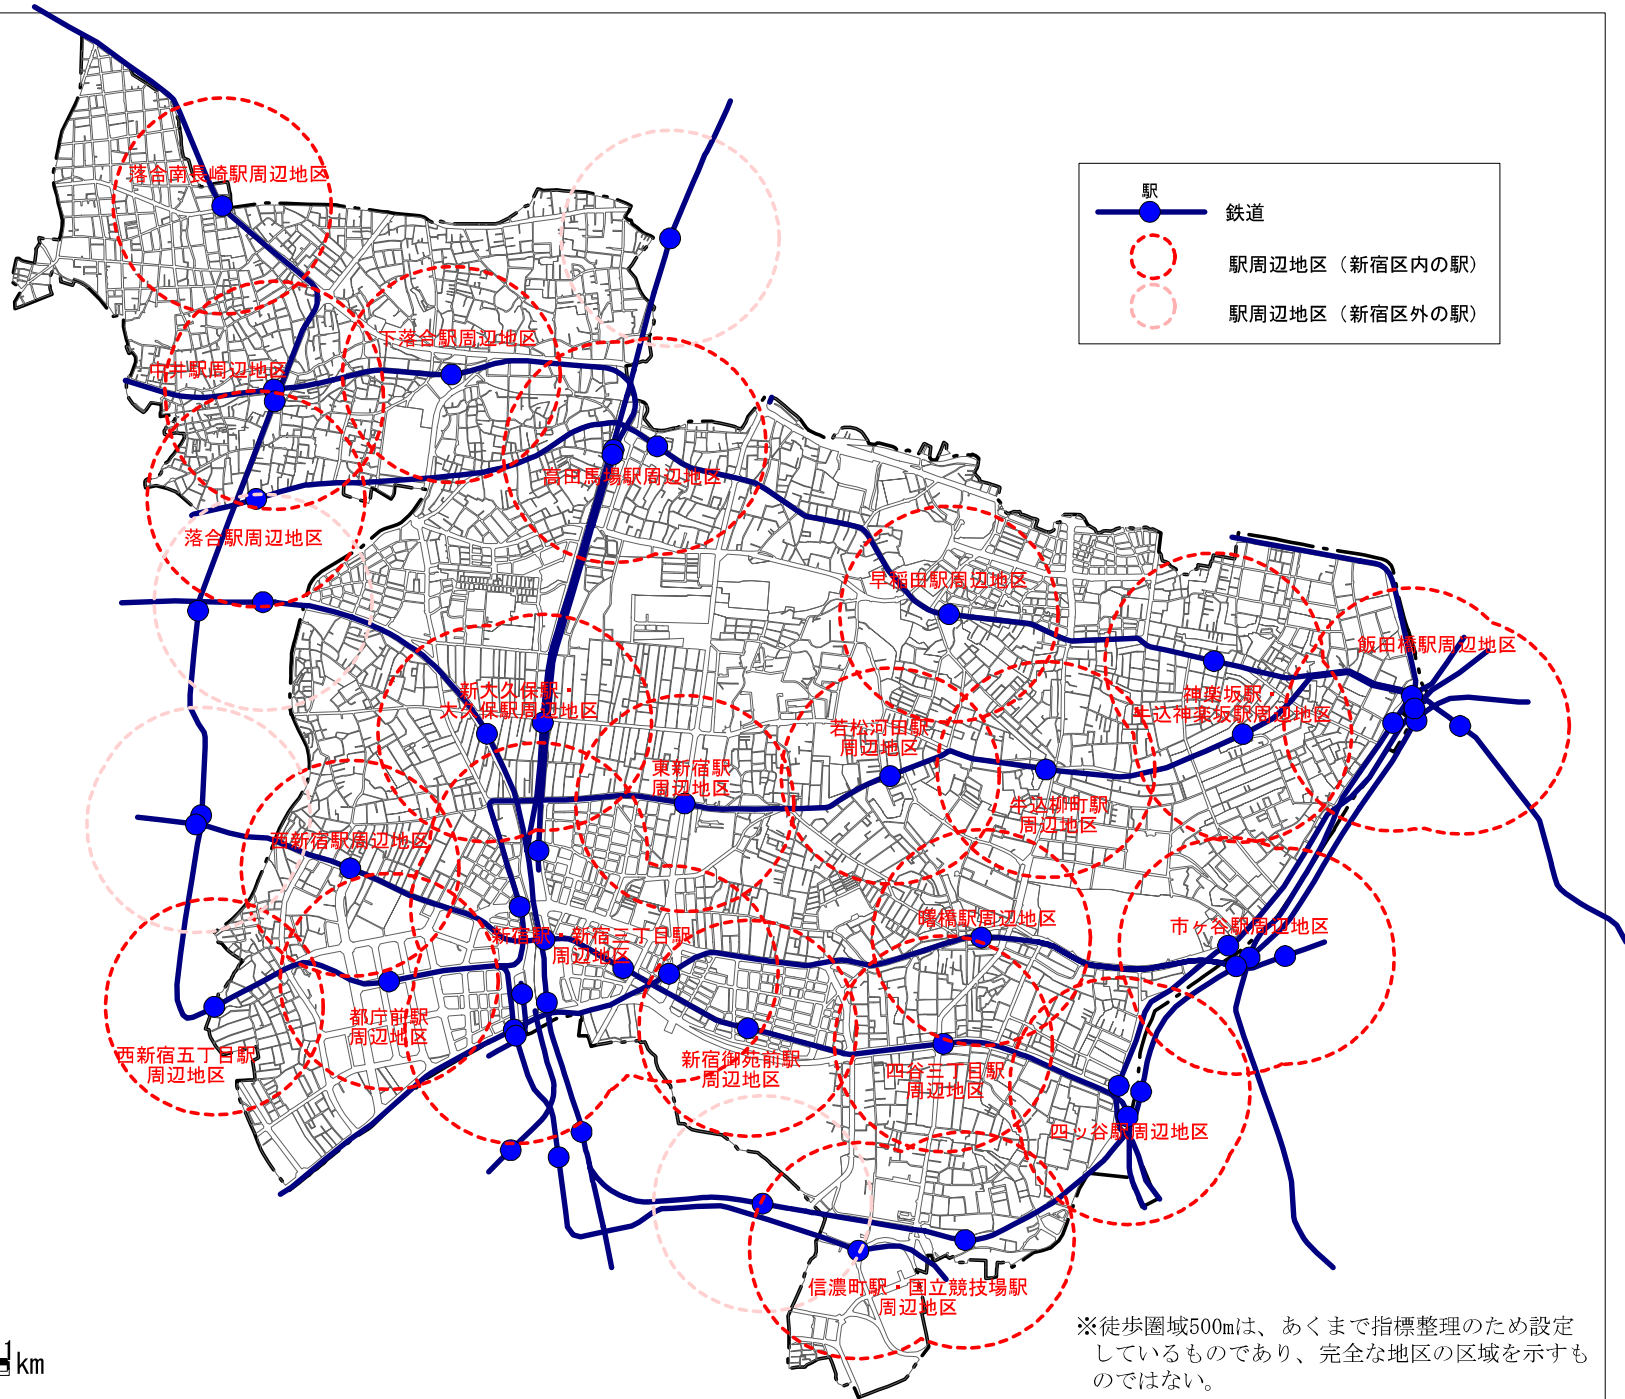 駅
鉄道
駅周辺地区（新宿区内の駅）
駅周辺地区（新宿区外の駅）
落合南長崎駅周辺地区
下落合駅周辺地区
中井駅周辺地区
高田馬場駅周辺地区
落合駅周辺地区
早稲田駅周辺地区
飯田橋駅周辺地区
新大久保駅・
大久保駅周辺地区
神楽坂駅・
牛込神楽坂駅周辺地区
若松河田駅
周辺地区
東新宿駅
周辺地区
牛込柳町駅
周辺地区
西新宿駅周辺地区
曙橋駅周辺地区
市ヶ谷駅周辺地区
新宿駅・新宿三丁目駅
周辺地区
都庁前駅
周辺地区
西新宿五丁目駅
周辺地区
新宿御苑前駅
周辺地区
四谷三丁目駅
周辺地区
四ッ谷駅周辺地区
信濃町駅・国立競技場駅
周辺地区
※徒歩圏域500mは、あくまで指標整理のため設定
しているものであり、完全な地区の区域を示すも
のではない。
1
km